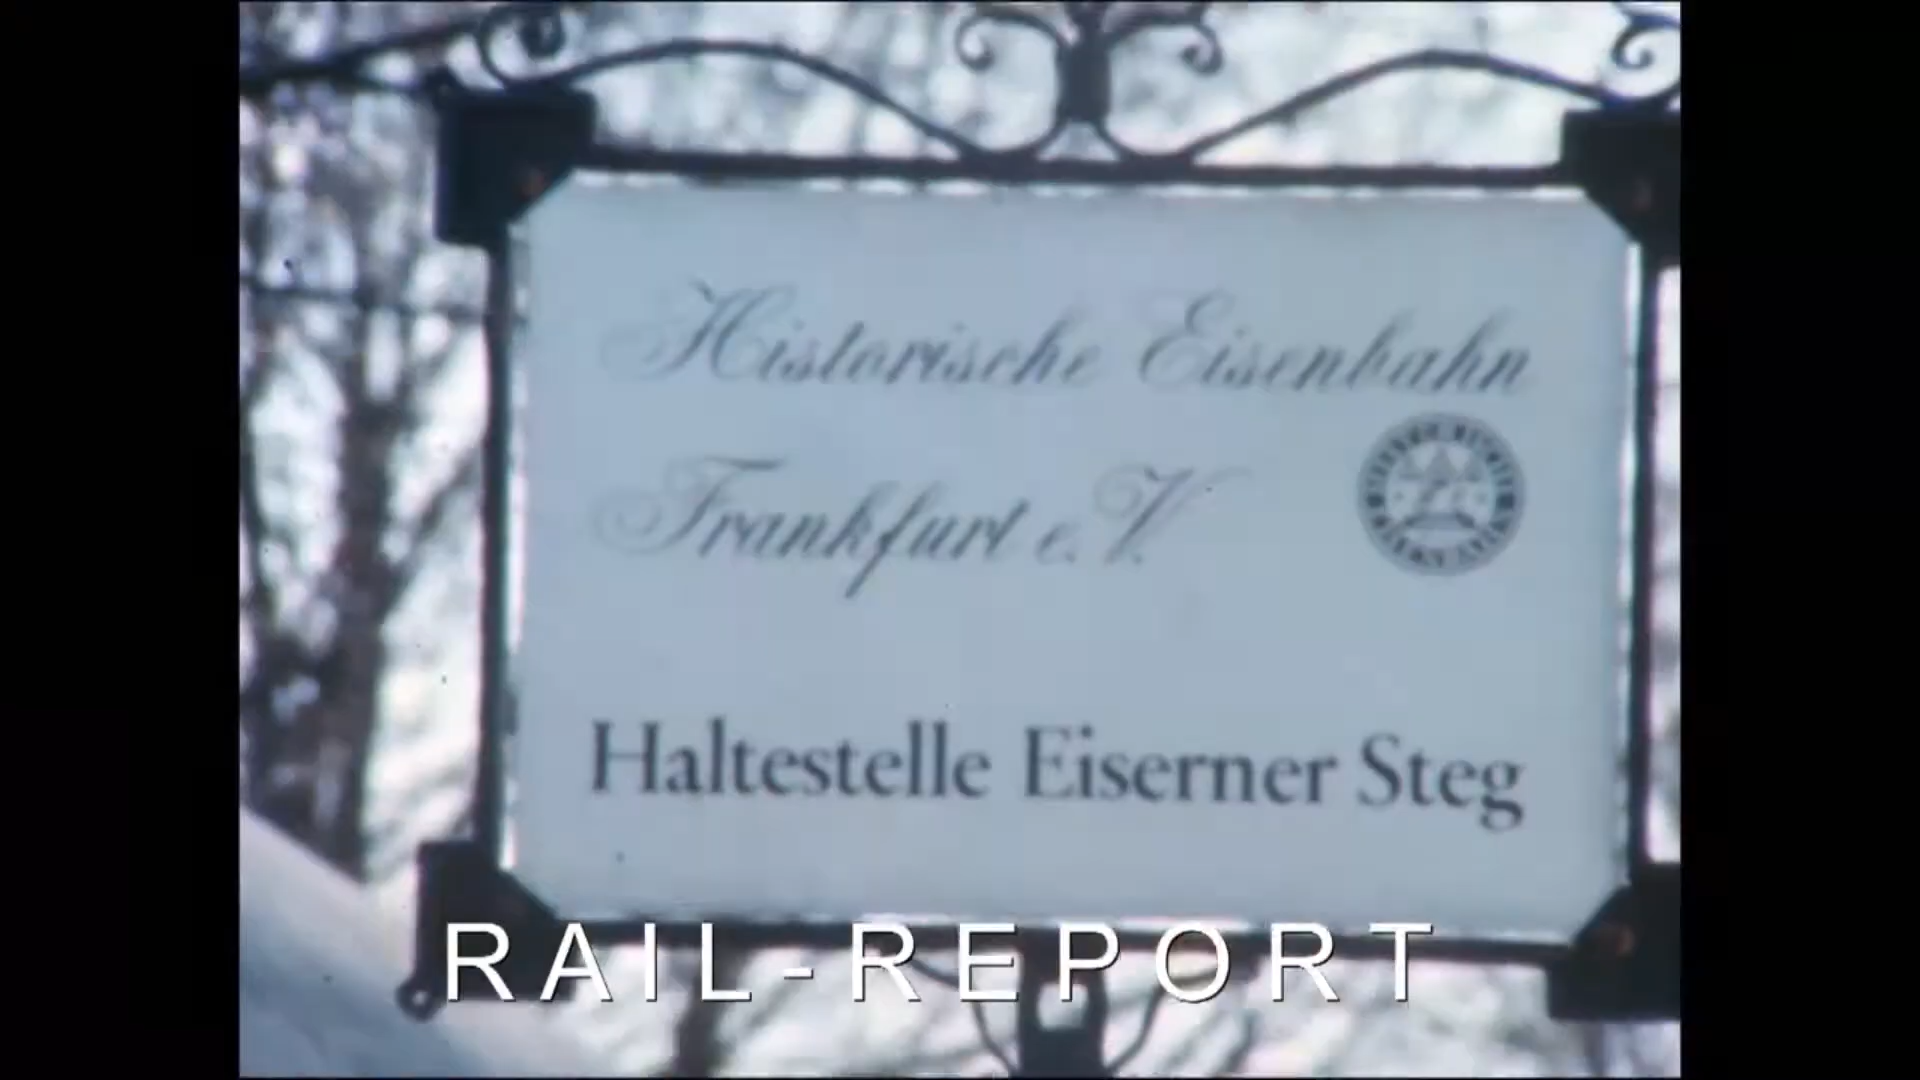 Historische Eisenbahn
Frankfurt e. V.
Haltestelle Eiserner Steg
RAIL-REPORT